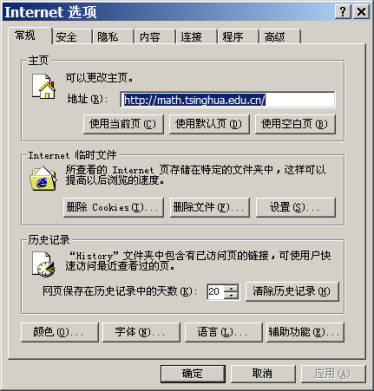 Internet 选项
常规 安全 隐私 内容 连接 程序 高级
主页
可以更改主页。
地址(R): http://math.tsinghua.edu.cn/
使用当前页(C) 使用默认页(D) 使用空白页(B)
Internet 临时文件
所查看的 Internet 页存储在特定的文件夹中，这样可以
提高以后浏览的速度。
删除 Cookies(I)... 删除文件(F)... 设置(S)...
历史记录
“History”文件夹中包含有已访问页的链接，可使用户快
速访问最近查看过的页。
网页保存在历史记录中的天数(K): 20 清除历史记录(H)
颜色(O)... 字体(N)... 语言(L)... 辅助功能(E)...
确定 取消 应用(A)